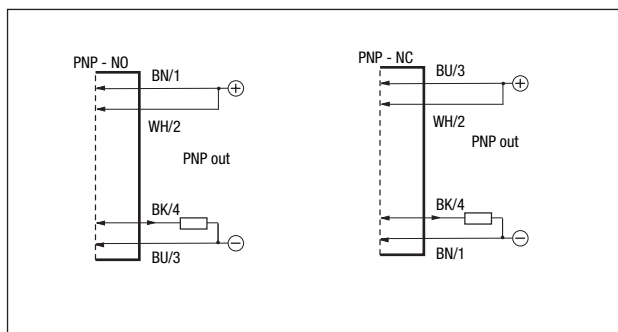 PNP - NO
BN/1
+
WH/2
PNP out
BK/4
−
BU/3
PNP - NC
BU/3
+
WH/2
PNP out
BK/4
−
BN/1